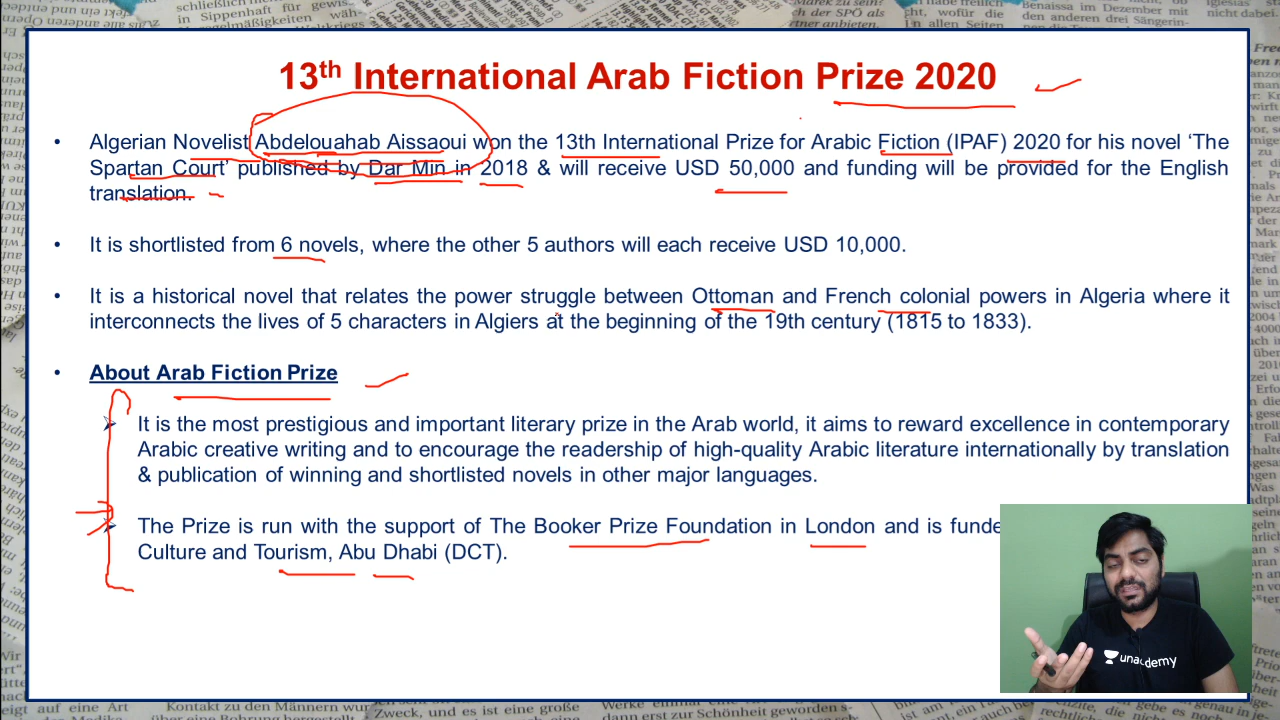 13th International Arab Fiction Prize 2020
• Algerian Novelist Abdelouahab Aissaoui won the 13th International Prize for Arabic Fiction (IPAF) 2020 for his novel ‘The
Spartan Court’ published by Dar Min in 2018 & will receive USD 50,000 and funding will be provided for the English
translation.
• It is shortlisted from 6 novels, where the other 5 authors will each receive USD 10,000.
• It is a historical novel that relates the power struggle between Ottoman and French colonial powers in Algeria where it
interconnects the lives of 5 characters in Algiers at the beginning of the 19th century (1815 to 1833).
• About Arab Fiction Prize
It is the most prestigious and important literary prize in the Arab world, it aims to reward excellence in contemporary
Arabic creative writing and to encourage the readership of high-quality Arabic literature internationally by translation
& publication of winning and shortlisted novels in other major languages.
The Prize is run with the support of The Booker Prize Foundation in London and is funde
Culture and Tourism, Abu Dhabi (DCT).
unacademy